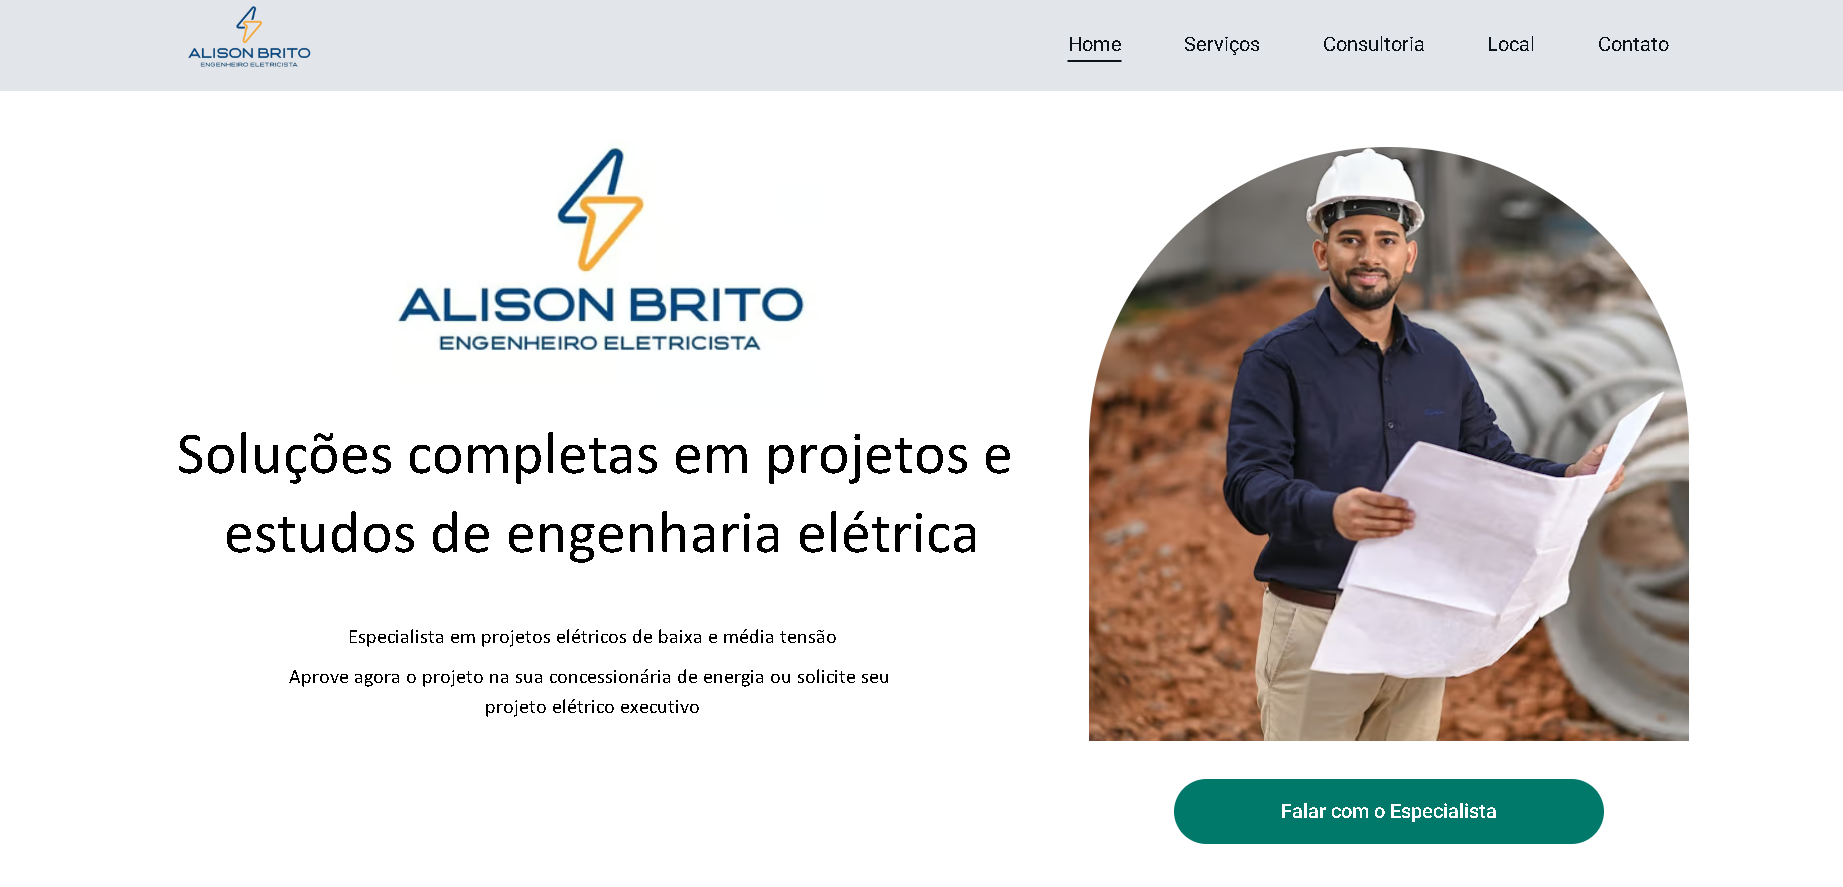 ALISON BRITO
ENGENHEIRO ELETRICISTA
Home Serviços Consultoria Local Contato
ALISON BRITO
ENGENHEIRO ELETRICISTA
Soluções completas em projetos e
estudos de engenharia elétrica
Especialista em projetos elétricos de baixa e média tensão
Aprove agora o projeto na sua concessionária de energia ou solicite seu
projeto elétrico executivo
Falar com o Especialista